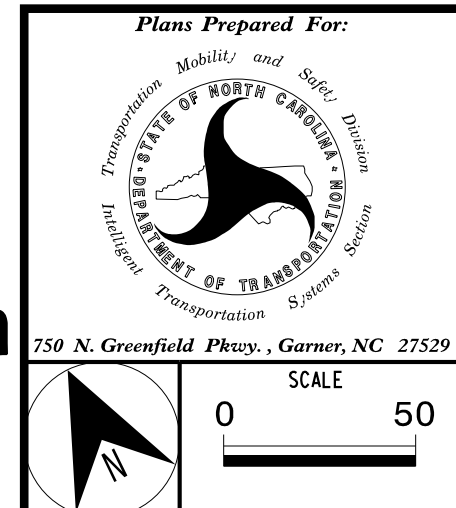 Plans Prepared For:
Transportation Mobility and Safety Division
STATE OF NORTH CAROLINA
DEPARTMENT OF TRANSPORTATION
Intelligent Transportation Systems Section
750 N. Greenfield Pkwy. , Garner, NC 27529
SCALE
0 50
N